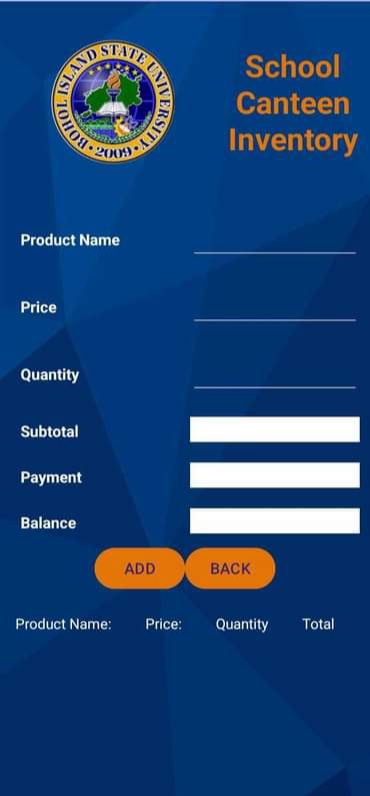 BOHOL ISLAND STATE UNIVERSITY
• 2009 •
School
Canteen
Inventory
Product Name
Price
Quantity
Subtotal
Payment
Balance
ADD BACK
Product Name: Price: Quantity Total